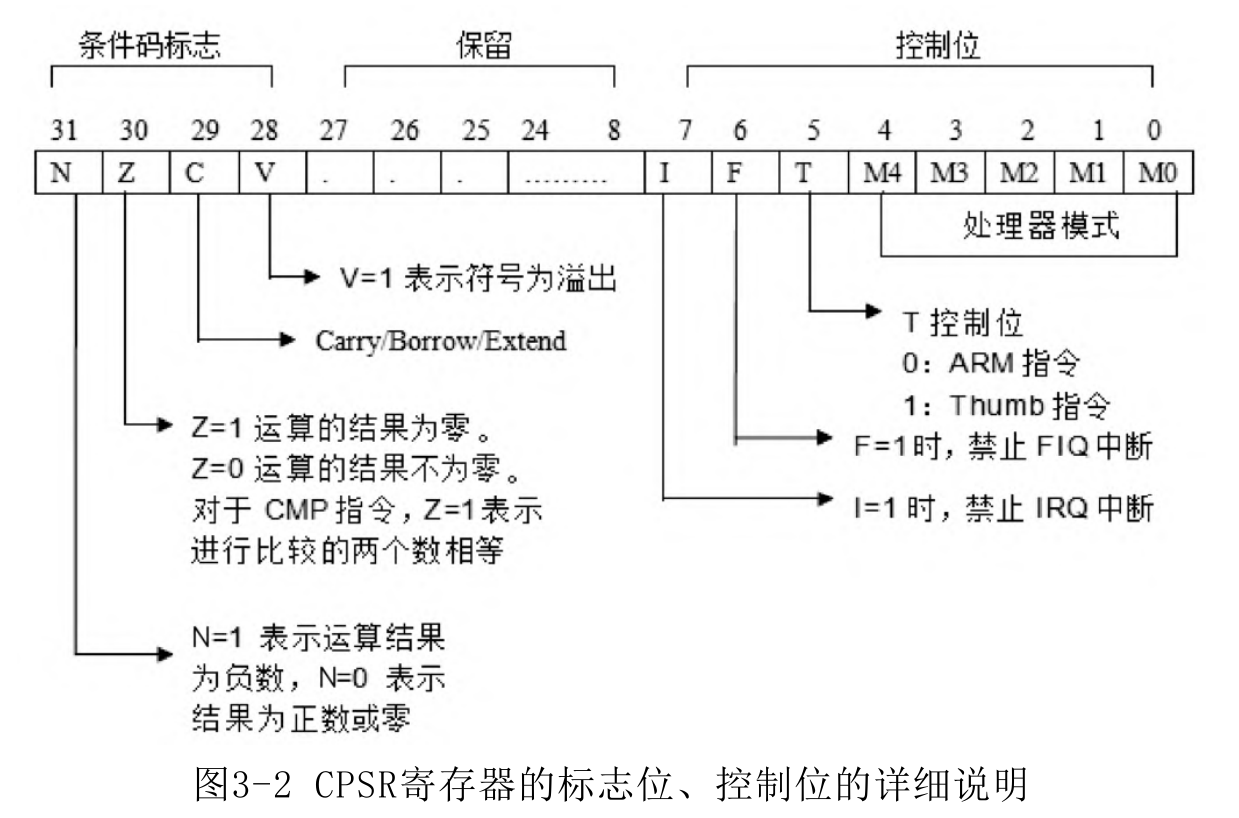 条件码标志 保留 控制位
31 30 29 28 27 26 25 24 8 7 6 5 4 3 2 1 0
N Z C V . . . ......... I F T M4 M3 M2 M1 M0
处理器模式
V=1 表示符号为溢出
Carry/Borrow/Extend
T 控制位
0：ARM 指令
1：Thumb 指令
Z=1 运算的结果为零。
Z=0 运算的结果不为零。
对于 CMP 指令，Z=1 表示
进行比较的两个数相等
F=1时，禁止 FIQ 中断
I=1 时，禁止 IRQ 中断
N=1 表示运算结果
为负数，N=0 表示
结果为正数或零
图3-2 CPSR寄存器的标志位、控制位的详细说明